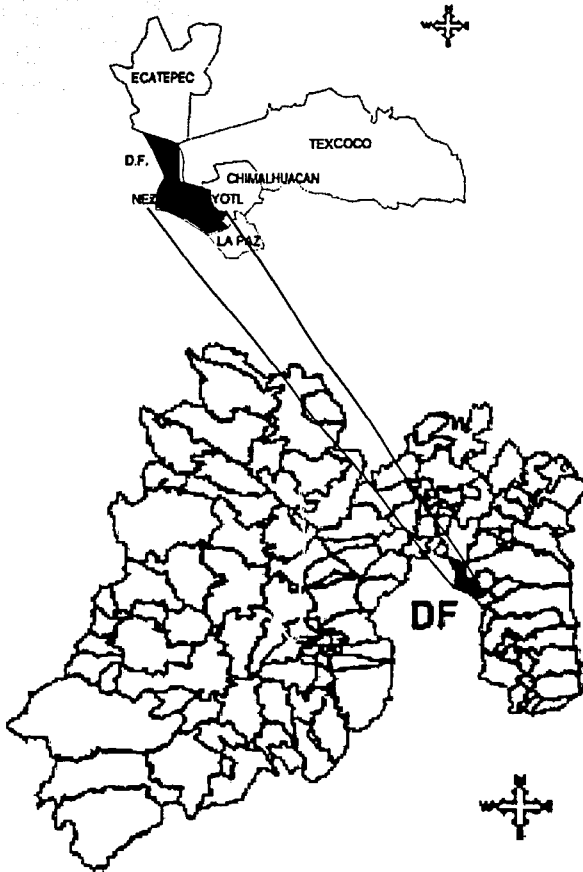 N
W E
S
ECATEPEC
TEXCOCO
D.F.
CHIMALHUACAN
NEZ YOTL
LA PAZ
DF
N
W E
S